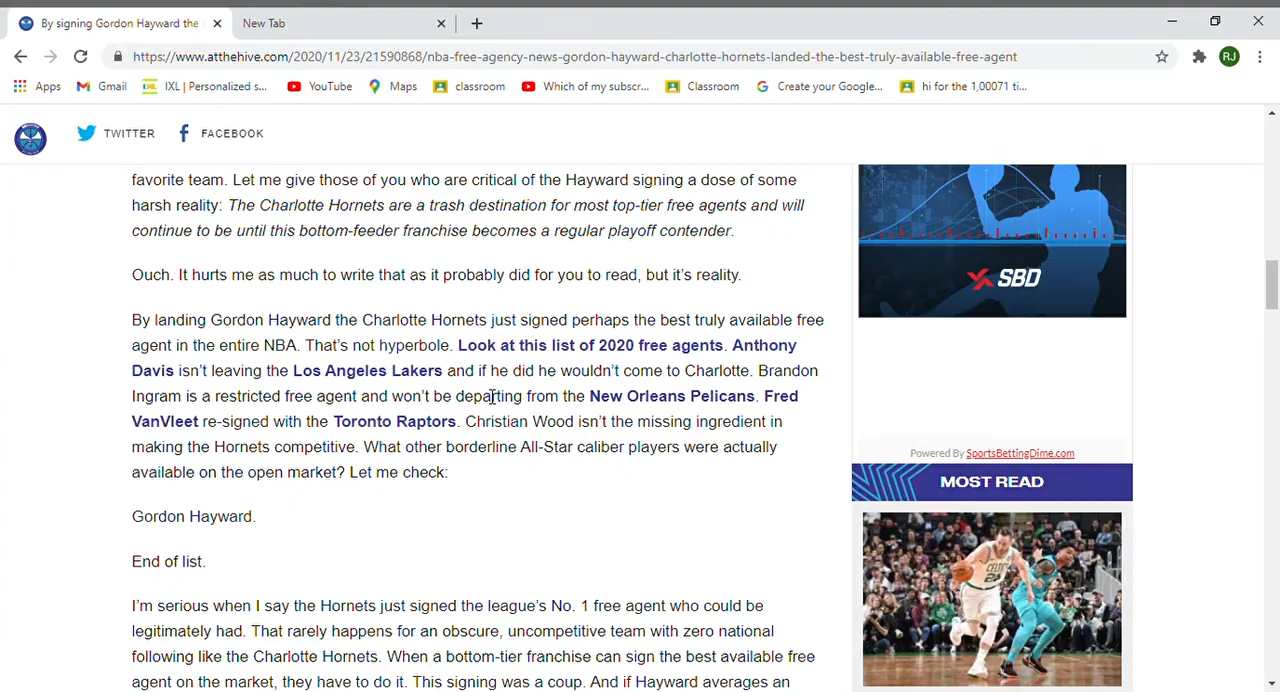 By signing Gordon Hayward the
New Tab
https://www.atthehive.com/2020/11/23/21590868/nba-free-agency-news-gordon-hayward-charlotte-hornets-landed-the-best-truly-available-free-agent
RJ
Apps
Gmail
IXL | Personalized s...
YouTube
Maps
classroom
Which of my subscr...
Classroom
Create your Google...
hi for the 1,00071 ti...
TWITTER
FACEBOOK
favorite team. Let me give those of you who are critical of the Hayward signing a dose of some
harsh reality: The Charlotte Hornets are a trash destination for most top-tier free agents and will
continue to be until this bottom-feeder franchise becomes a regular playoff contender.
Ouch. It hurts me as much to write that as it probably did for you to read, but it's reality.
By landing Gordon Hayward the Charlotte Hornets just signed perhaps the best truly available free
agent in the entire NBA. That's not hyperbole. Look at this list of 2020 free agents. Anthony
Davis isn't leaving the Los Angeles Lakers and if he did he wouldn't come to Charlotte. Brandon
Ingram is a restricted free agent and won't be departing from the New Orleans Pelicans. Fred
VanVleet re-signed with the Toronto Raptors. Christian Wood isn't the missing ingredient in
making the Hornets competitive. What other borderline All-Star caliber players were actually
available on the open market? Let me check:
Gordon Hayward.
End of list.
I'm serious when I say the Hornets just signed the league's No. 1 free agent who could be
legitimately had. That rarely happens for an obscure, uncompetitive team with zero national
following like the Charlotte Hornets. When a bottom-tier franchise can sign the best available free
agent on the market, they have to do it. This signing was a coup. And if Hayward averages an
SBD
Powered By SportsBettingDime.com
MOST READ
CELTICS